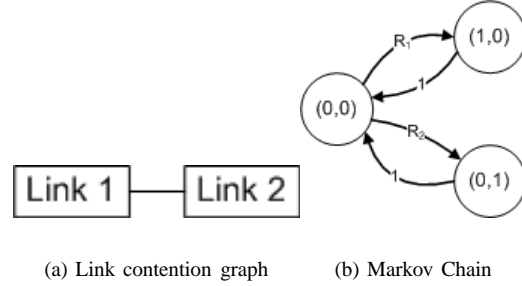 R₁
(1,0)
1
(0,0)
R₂
1
(0,1)
Link 1
Link 2
(a) Link contention graph
(b) Markov Chain